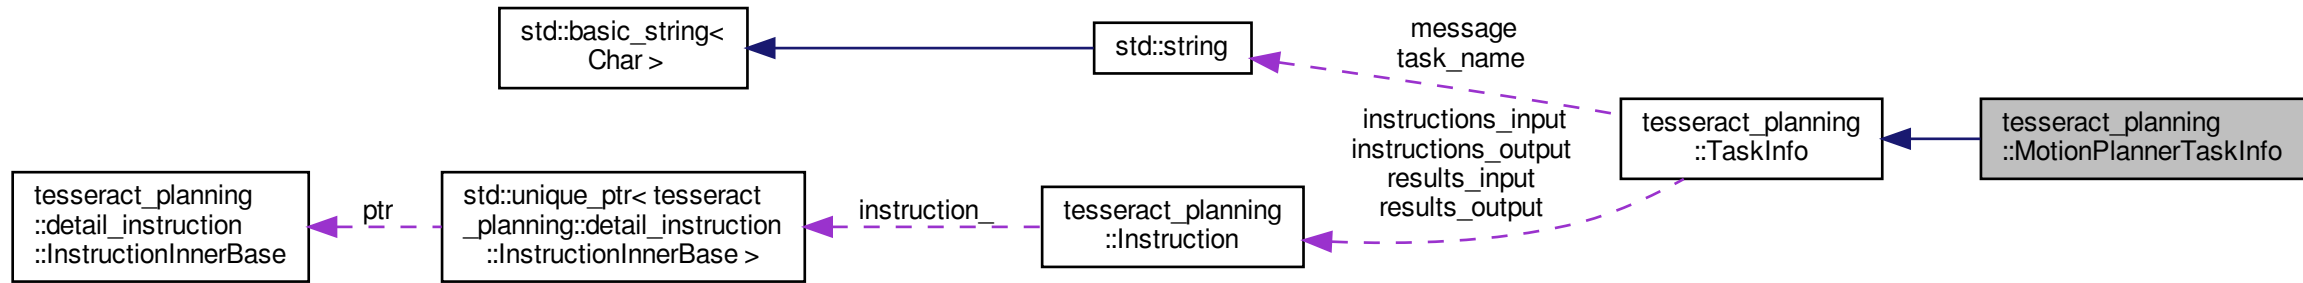 std::basic_string<
Char >
std::string
message
task_name
instructions_input
instructions_output
results_input
results_output
tesseract_planning
::TaskInfo
tesseract_planning
::MotionPlannerTaskInfo
tesseract_planning
::detail_instruction
::InstructionInnerBase
ptr
std::unique_ptr< tesseract
_planning::detail_instruction
::InstructionInnerBase >
instruction_
tesseract_planning
::Instruction